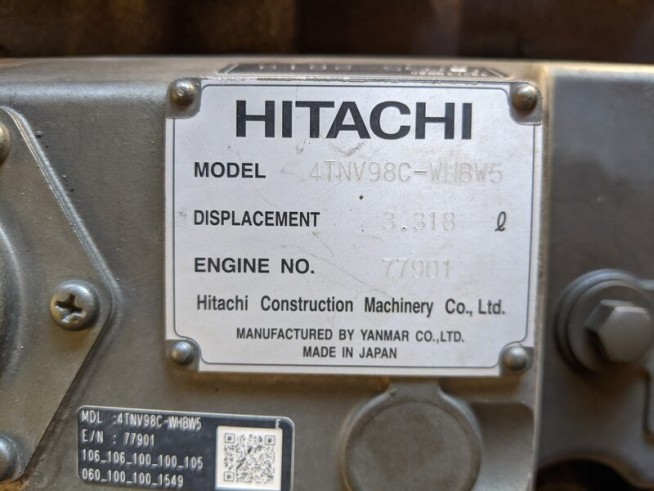 HITACHI
MODEL 4TNV98C-WHBW5
DISPLACEMENT 3.318 ℓ
ENGINE NO. 77901
Hitachi Construction Machinery Co., Ltd.
MANUFACTURED BY YANMAR CO.,LTD.
MADE IN JAPAN
MDL :4TNV98C-WHBW5
E/N : 77901
106_106_100_100_105
060_100_100_1549